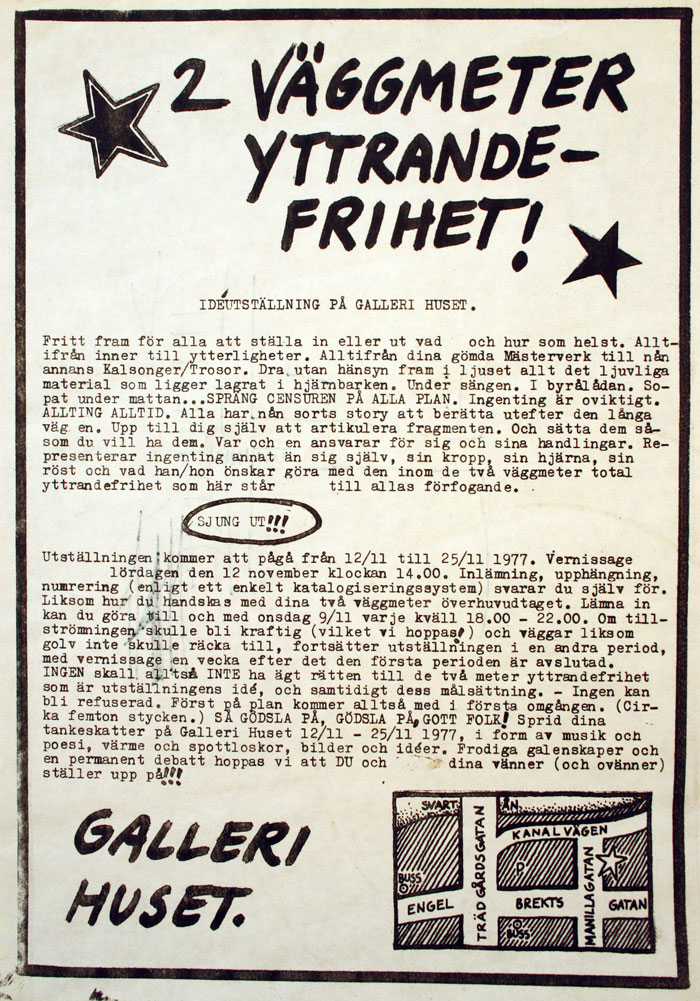 2 VÄGGMETER
YTTRANDE-
FRIHET!
IDÉUTSTÄLLNING PÅ GALLERI HUSET.
Fritt fram för alla att ställa in eller ut vad och hur som helst. Allt-
ifrån inner till ytterligheter. Alltifrån dina gömda Mästerverk till nån
annans Kalsonger/Trosor. Dra utan hänsyn fram i ljuset allt det ljuvliga
material som ligger lagrat i hjärnbarken. Under sängen. I byrålådan. So-
pat under mattan...SPRÄNG CENSUREN PÅ ALLA PLAN. Ingenting är oviktigt.
ALLTING ALLTID. Alla har nån sorts story att berätta utefter den långa
väg en. Upp till dig själv att artikulera fragmenten. Och sätta dem så-
som du vill ha dem. Var och en ansvarar för sig och sina handlingar. Re-
presenterar ingenting annat än sig själv, sin kropp, sin hjärna, sin
röst och vad han/hon önskar göra med den inom de två väggmeter total
yttrandefrihet som här står till allas förfogande.
SJUNG UT!!!
Utställningen kommer att pågå från 12/11 till 25/11 1977. Vernissage
lördagen den 12 november klockan 14.00. Inlämning, upphängning,
numrering (enligt ett enkelt katalogiseringssystem) svarar du själv för.
Liksom hur du handskas med dina två väggmeter överhuvudtaget. Lämna in
kan du göra till och med onsdag 9/11 varje kväll 18.00 - 22.00. Om till-
strömningen skulle bli kraftig (vilket vi hoppas!) och väggar liksom
golv inte skulle räcka till, fortsätter utställningen i en andra period,
med vernissage en vecka efter det den första perioden är avslutad.
INGEN skall alltså INTE ha ägt rätten till de två meter yttrandefrihet
som är utställningens idé, och samtidigt dess målsättning. - Ingen kan
bli refuserad. Först på plan kommer alltså med i första omgången. (Cir-
ka femton stycken.) SÅ GÖDSLA PÅ, GÖDSLA PÅ, GOTT FOLK! Sprid dina
tankeskatter på Galleri Huset 12/11 - 25/11 1977, i form av musik och
poesi, värme och spottloskor, bilder och idéer. Frodiga galenskaper och
en permanent debatt hoppas vi att DU och dina vänner (och ovänner)
ställer upp på!!!
GALLERI
HUSET.
SVART ÅN
KANALVÄGEN
TRÄDGÅRDSGATAN
MANILLAGATAN
P
BUSS
ENGEL BREKTS GATAN
BUSS